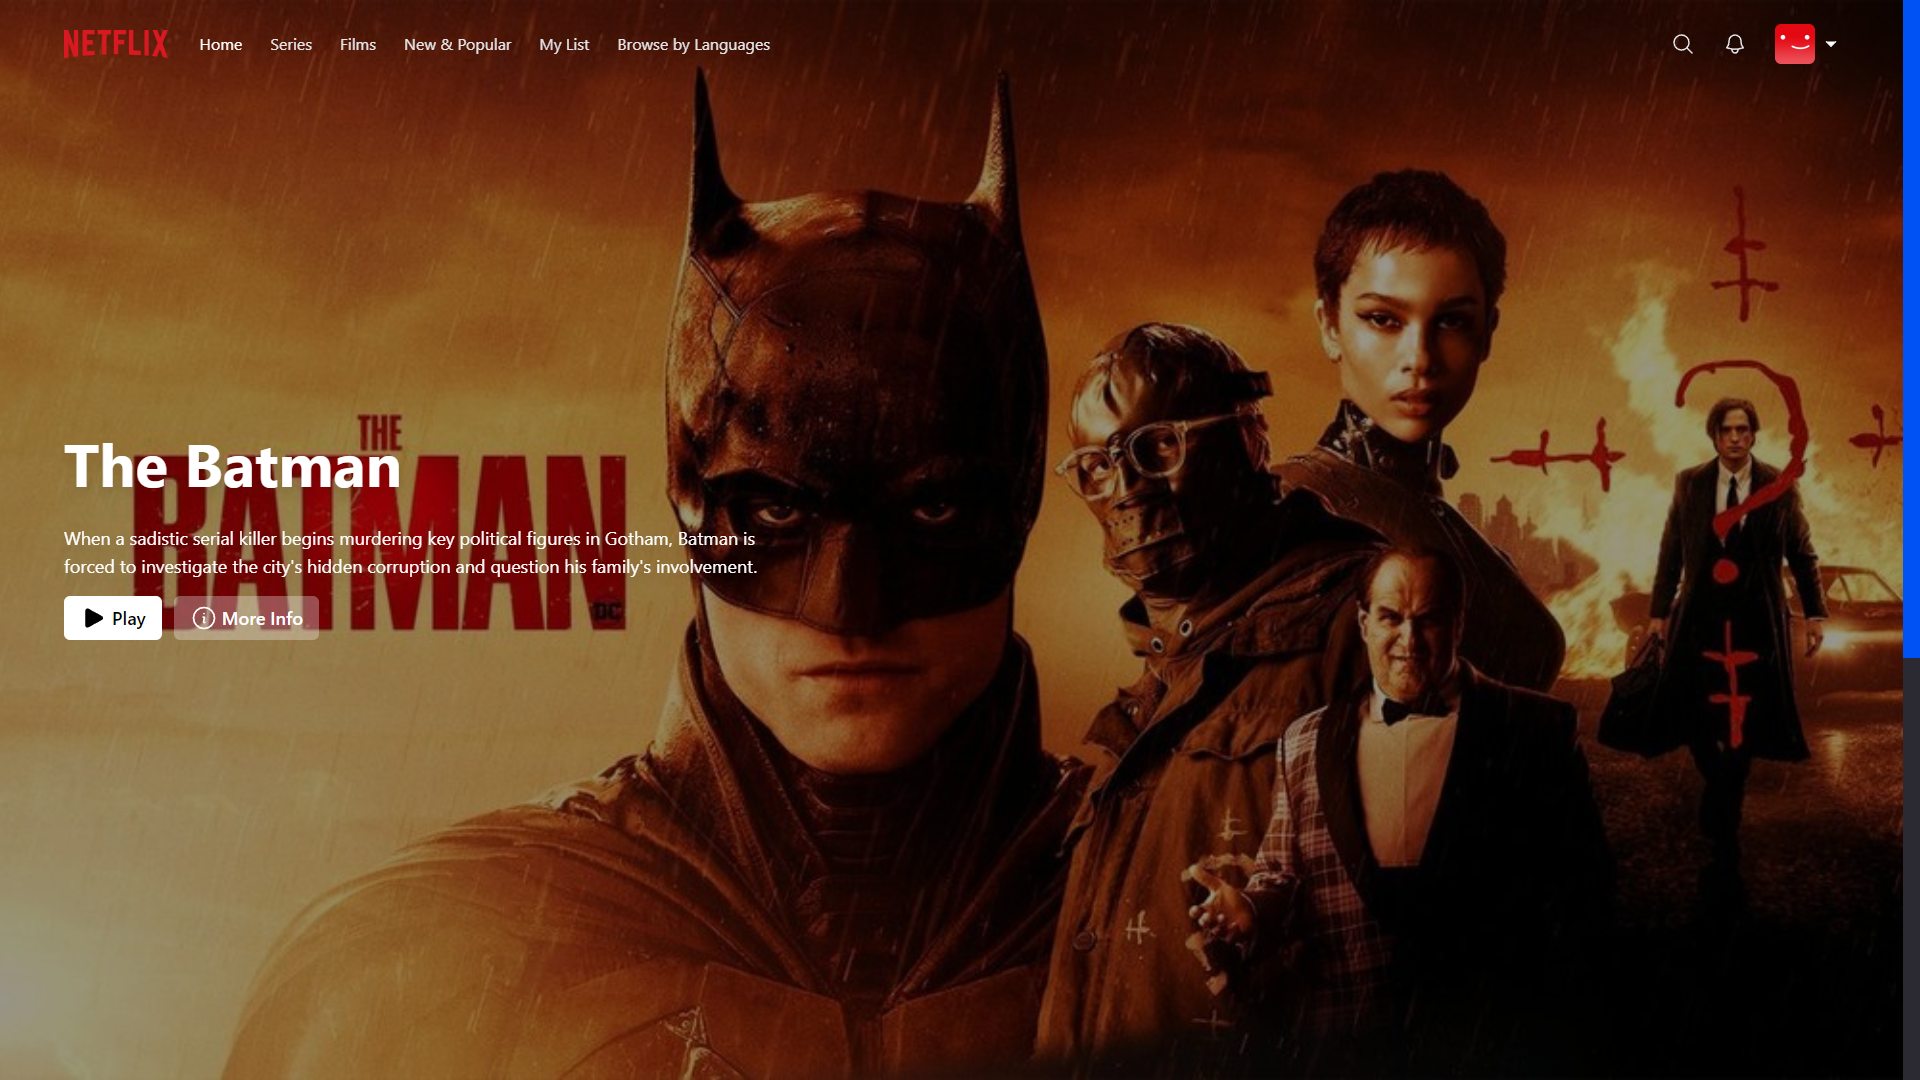 NETFLIX
Home
Series
Films
New & Popular
My List
Browse by Languages
THE
BATMAN
DC
The Batman
When a sadistic serial killer begins murdering key political figures in Gotham, Batman is
forced to investigate the city's hidden corruption and question his family's involvement.
Play
More Info
?